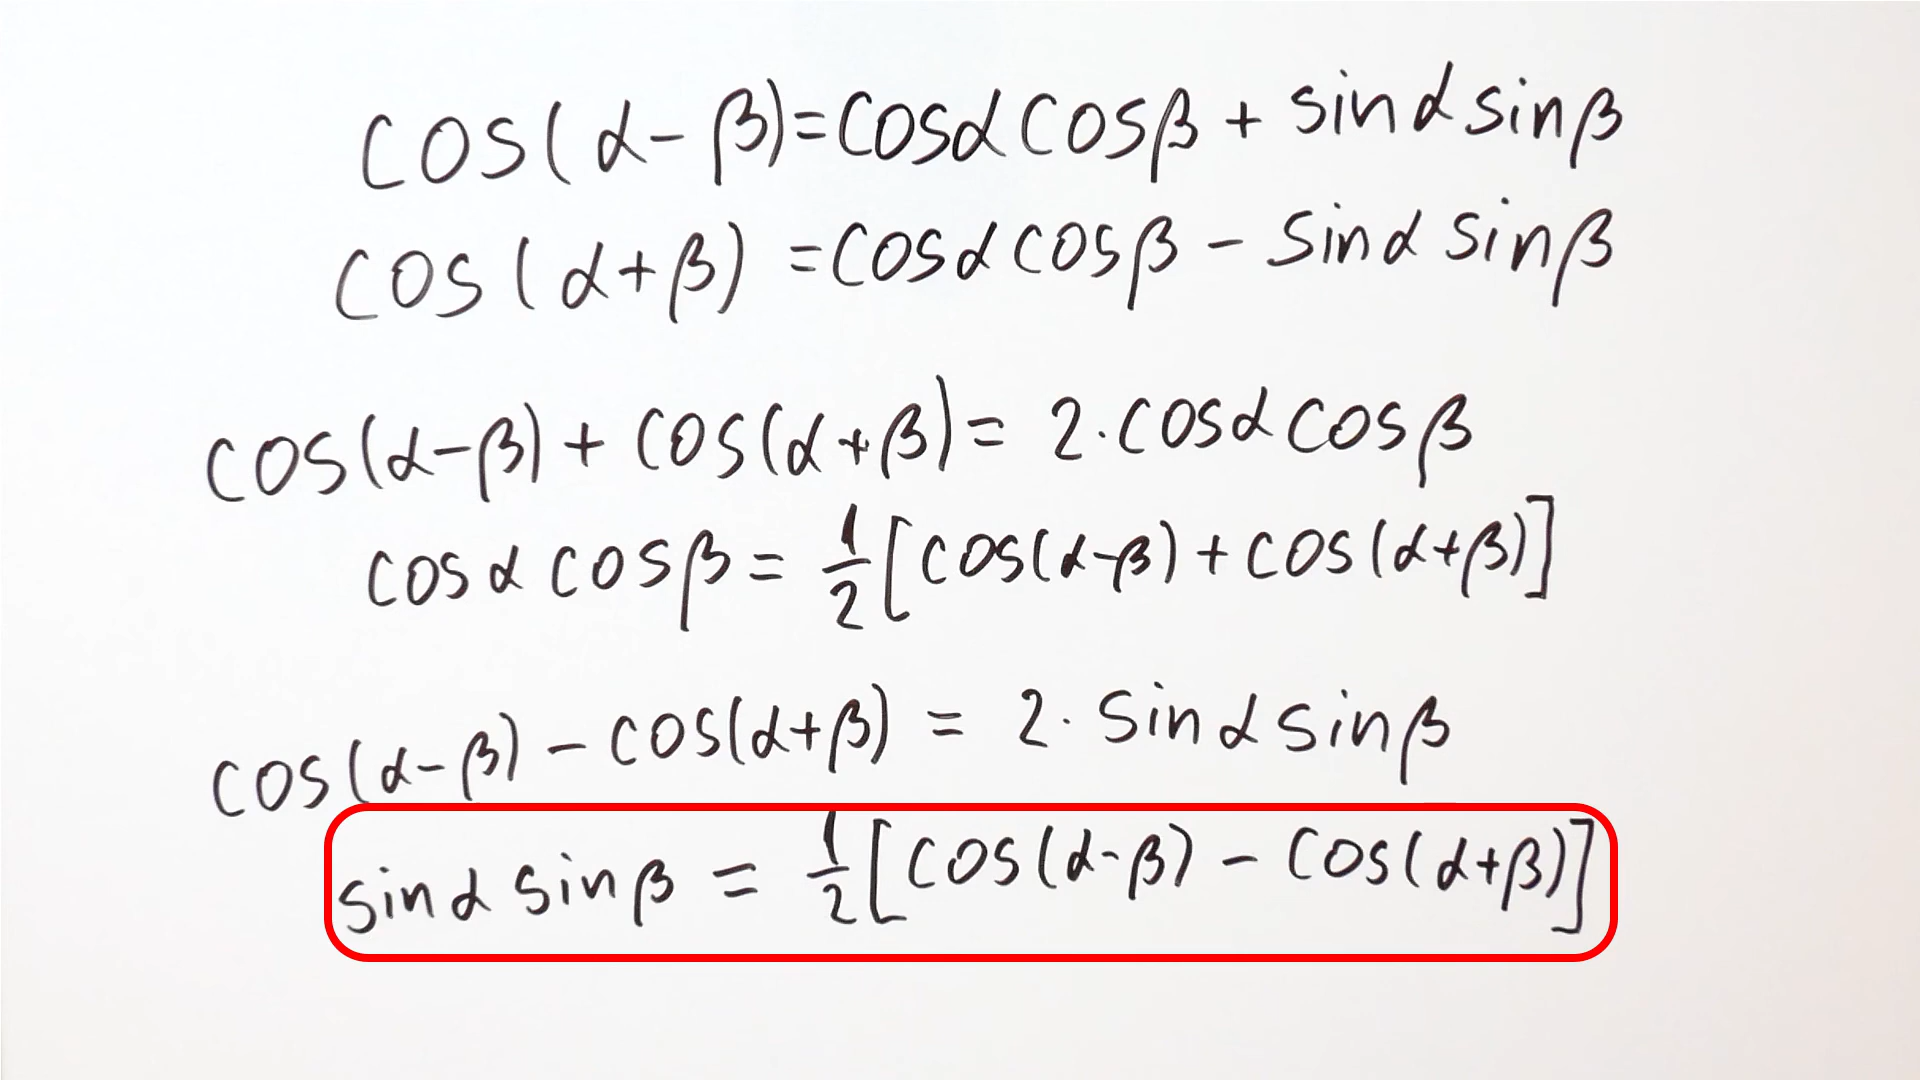 cos(α-β)=cosα cosβ + sinα sinβ
cos(α+β) =cosα cosβ - sinα sinβ
cos(α-β) + cos(α+β)= 2·cosα cosβ
cosα cosβ = 1/2[cos(α-β) + cos(α+β)]
cos(α-β) - cos(α+β) = 2· sinα sinβ
sinα sinβ = 1/2[cos(α-β) - cos(α+β)]